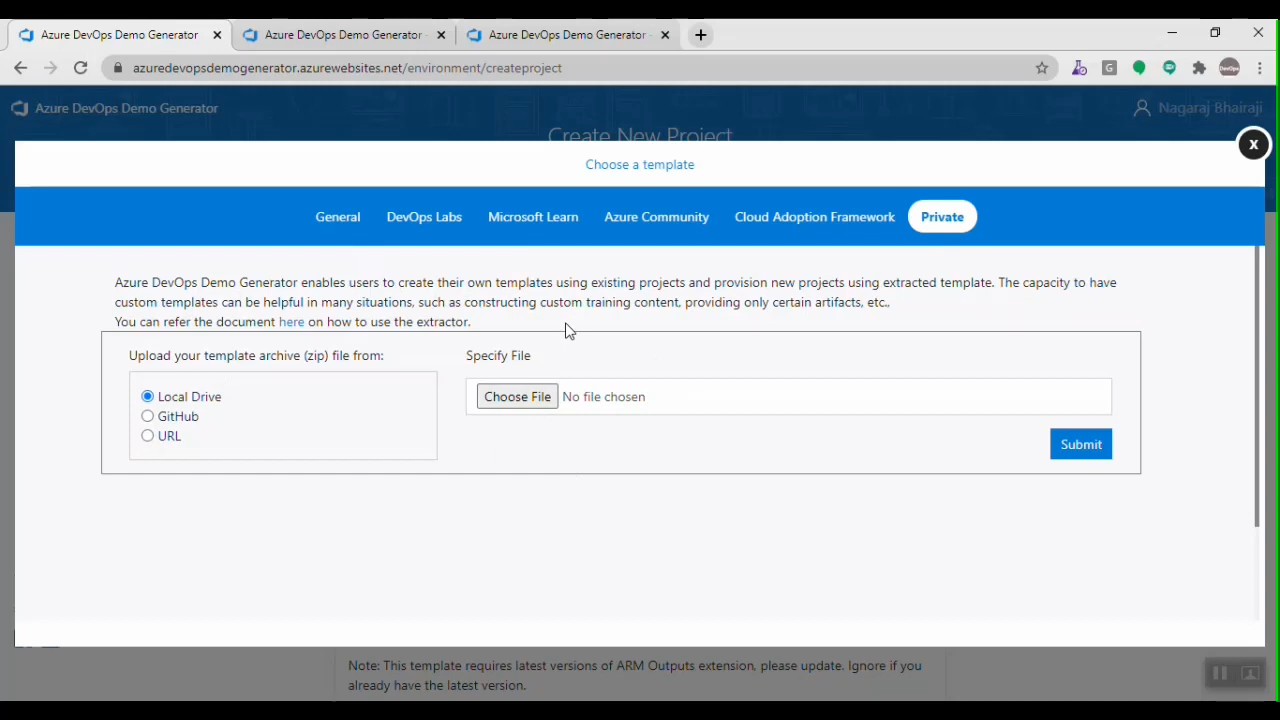 Azure DevOps Demo Generator
Azure DevOps Demo Generator
Azure DevOps Demo Generator
azuredevopsdemogenerator.azurewebsites.net/environment/createproject
G
DevOps
Azure DevOps Demo Generator
Nagaraj Bhairaji
Create New Project
X
Choose a template
General
DevOps Labs
Microsoft Learn
Azure Community
Cloud Adoption Framework
Private
Azure DevOps Demo Generator enables users to create their own templates using existing projects and provision new projects using extracted template. The capacity to have
custom templates can be helpful in many situations, such as constructing custom training content, providing only certain artifacts, etc..
You can refer the document here on how to use the extractor.
Upload your template archive (zip) file from:
Specify File
Local Drive
GitHub
URL
Choose File No file chosen
Submit
Note: This template requires latest versions of ARM Outputs extension, please update. Ignore if you
already have the latest version.